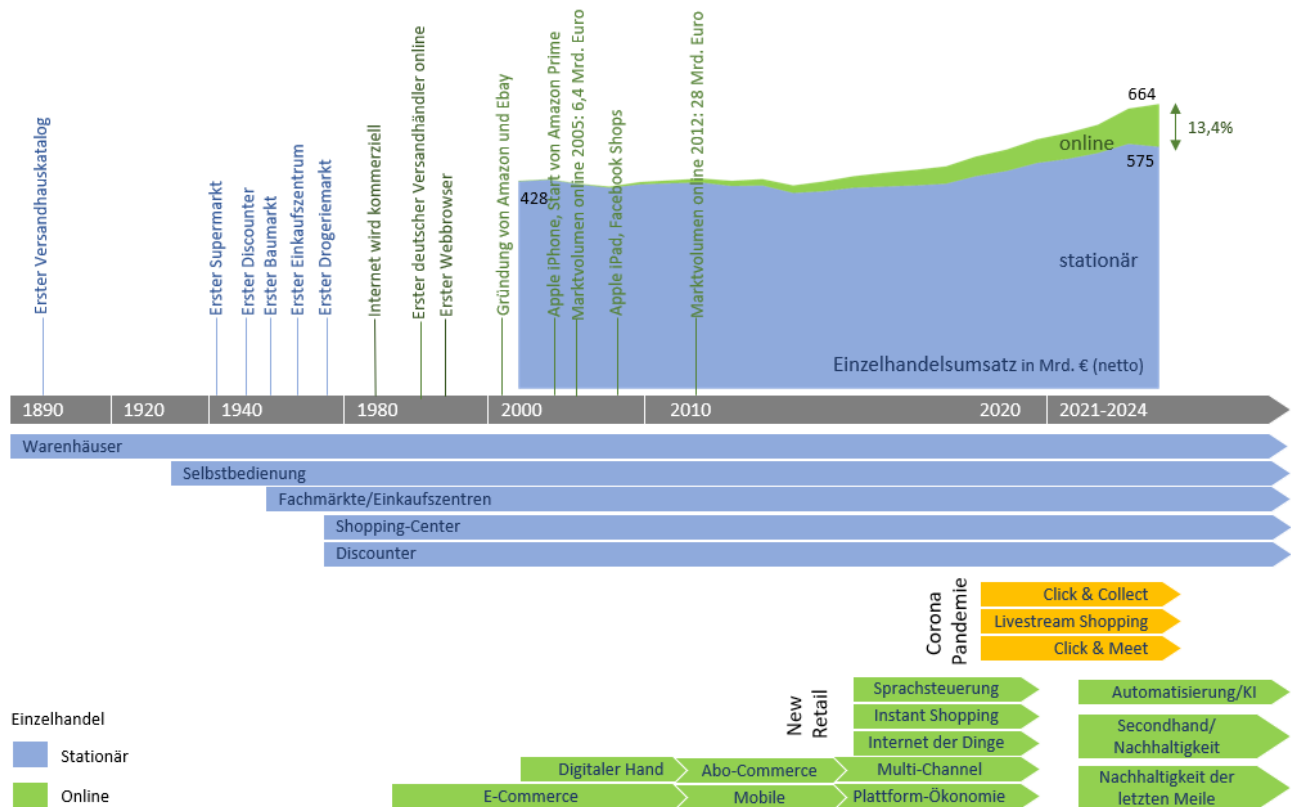 Erster Versandhauskatalog
Erster Supermarkt
Erster Discounter
Erster Baumarkt
Erster Einkaufszentrum
Erster Drogeriemarkt
Internet wird kommerziell
Erster deutscher Versandhändler online
Erster Webbrowser
Gründung von Amazon und Ebay
Apple iPhone, Start von Amazon Prime
Marktvolumen online 2005: 6,4 Mrd. Euro
Apple iPad, Facebook Shops
Marktvolumen online 2012: 28 Mrd. Euro
664
13,4%
online
575
428
stationär
Einzelhandelsumsatz in Mrd. € (netto)
1890 1920 1940 1980 2000 2010 2020 2021-2024
Warenhäuser
Selbstbedienung
Fachmärkte/Einkaufszentren
Shopping-Center
Discounter
Corona
Pandemie
Click & Collect
Livestream Shopping
Click & Meet
New
Retail
Sprachsteuerung
Instant Shopping
Internet der Dinge
Automatisierung/KI
Secondhand/
Nachhaltigkeit
Digitaler Hand
Abo-Commerce
Multi-Channel
E-Commerce
Mobile
Plattform-Ökonomie
Nachhaltigkeit der
letzten Meile
Einzelhandel
Stationär
Online